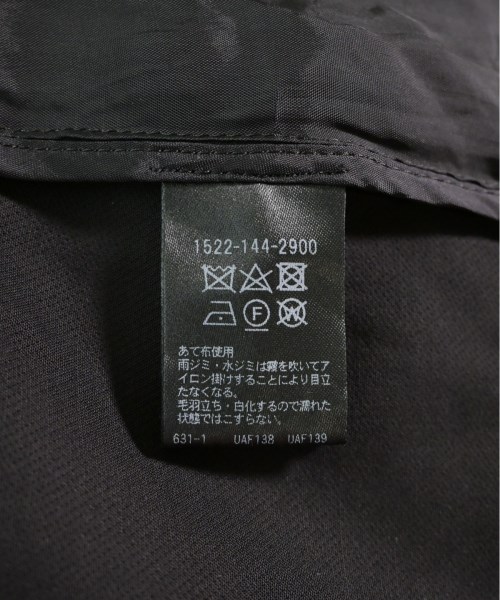 1522-144-2900
F W
あて布使用
雨ジミ・水ジミは霧を吹いてア
イロン掛けすることにより目立
たなくなる。
毛羽立ち・白化するので濡れた
状態ではこすらない。
631-1 UAF138 UAF139